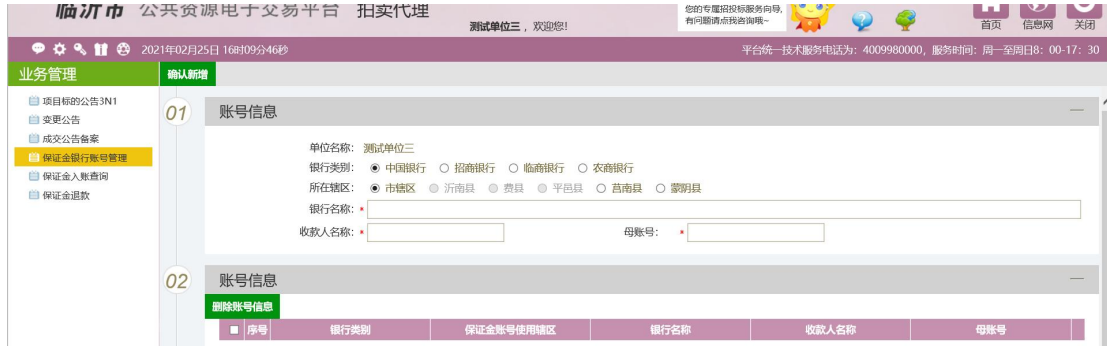 临沂市 公共资源电子交易平台 拍卖代理
测试单位三，欢迎您!
您的专属招投标服务向导,
有问题请点我咨询哦~
首页 信息网 关闭
2021年02月25日 16时09分46秒
平台统一技术服务电话为：4009980000，服务时间：周一至周日8：00-17：30
业务管理
确认新增
项目标的公告3N1
变更公告
成交公告备案
保证金银行账号管理
保证金入账查询
保证金退款
01 账号信息
单位名称： 测试单位三
银行类别： 中国银行 招商银行 临商银行 农商银行
所在辖区： 市辖区 沂南县 费县 平邑县 莒南县 蒙阴县
银行名称：*
收款人名称：* 母账号： *
02 账号信息
删除账号信息
序号 银行类别 保证金账号使用辖区 银行名称 收款人名称 母账号